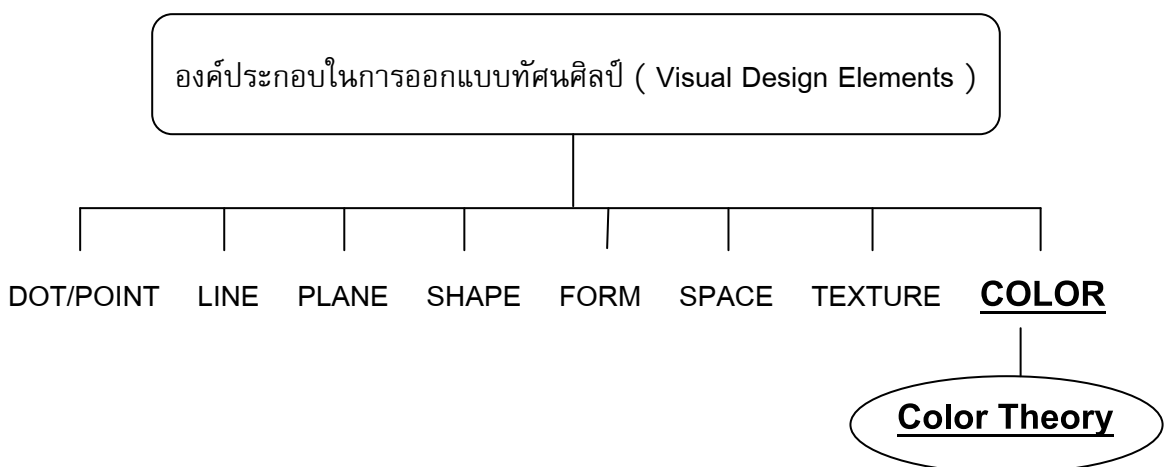 องค์ประกอบในการออกแบบทัศนศิลป์ ( Visual Design Elements )
DOT/POINT LINE PLANE SHAPE FORM SPACE TEXTURE COLOR
Color Theory